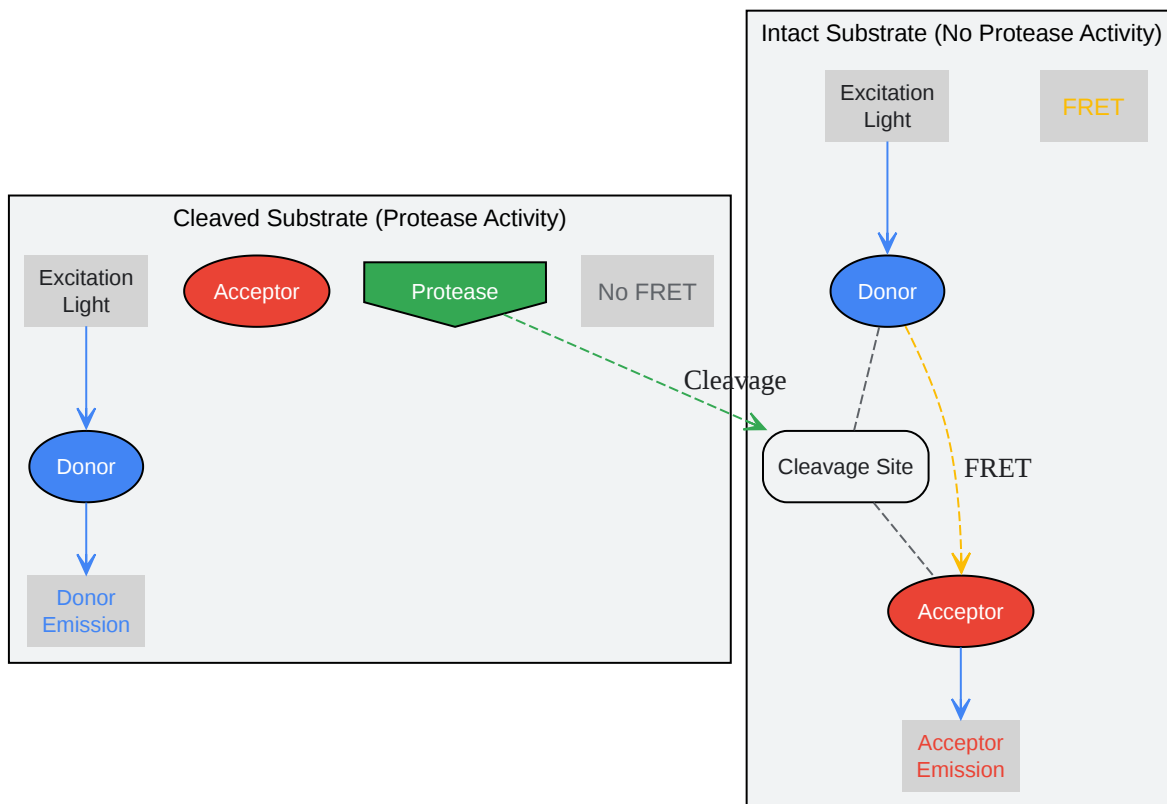 Intact Substrate (No Protease Activity)
Excitation
Light
FRET
Donor
Cleavage Site
FRET
Acceptor
Acceptor
Emission
Cleaved Substrate (Protease Activity)
Excitation
Light
Acceptor
Protease
No FRET
Cleavage
Donor
Donor
Emission